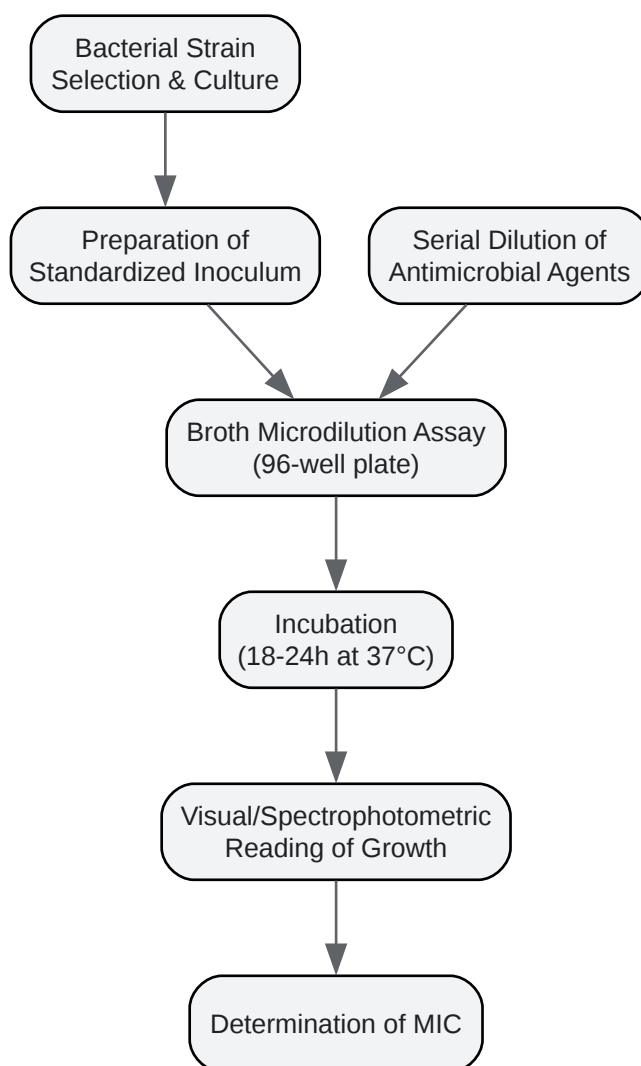 Bacterial Strain
Selection & Culture
Preparation of
Standardized Inoculum
Serial Dilution of
Antimicrobial Agents
Broth Microdilution Assay
(96-well plate)
Incubation
(18-24h at 37°C)
Visual/Spectrophotometric
Reading of Growth
Determination of MIC